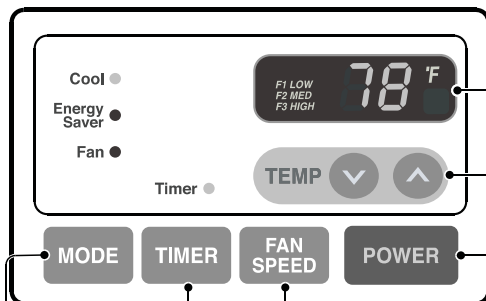 Cool
Energy
Saver
Fan
Timer
F1 LOW
F2 MED
F3 HIGH
78 °F
TEMP
MODE
TIMER
FAN
SPEED
POWER